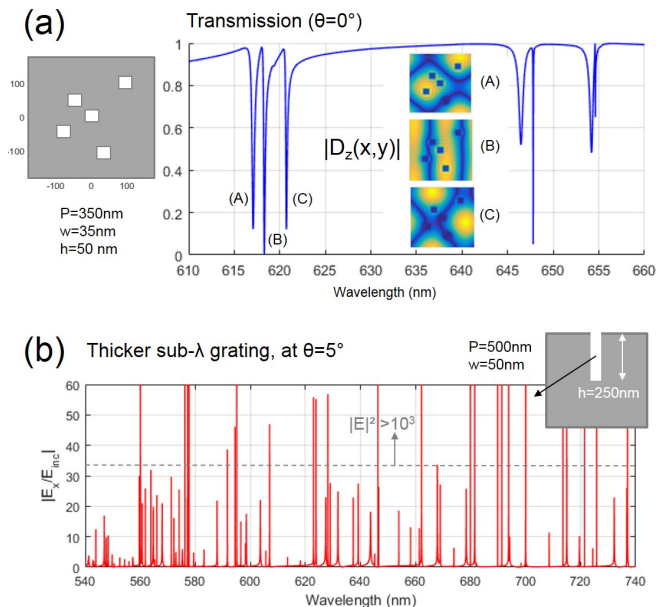 (a)
Transmission (θ=0°)
100
0
-100
-100
0
100
P=350nm
w=35nm
h=50 nm
1
0.8
0.6
0.4
0.2
0
(A)
(B)
(C)
|D_z(x,y)|
(A)
(B)
(C)
610
615
620
625
630
635
640
645
650
655
660
Wavelength (nm)
(b)
Thicker sub-λ grating, at θ=5°
P=500nm
w=50nm
h=250nm
|E_x/E_inc|
60
50
40
30
20
10
0
|E|² >10³
540
560
580
600
620
640
660
680
700
720
740
Wavelength (nm)